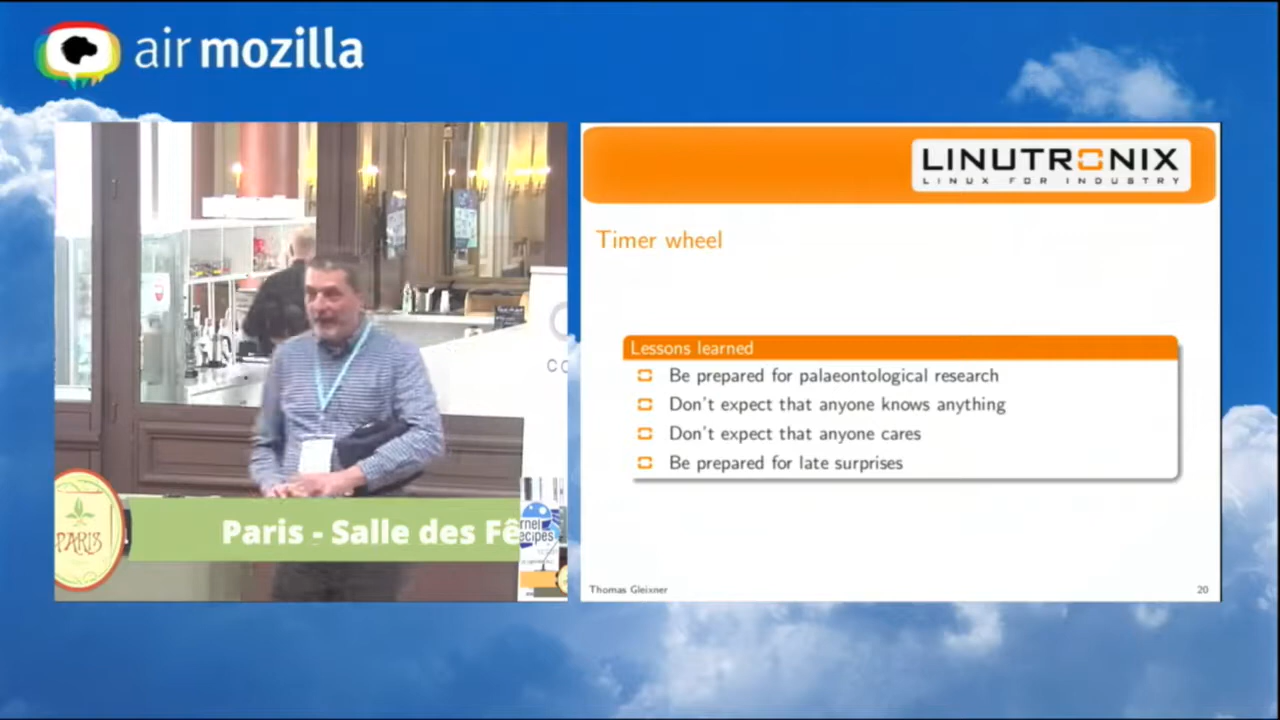 air mozilla
LINUTRONIX
LINUX FOR INDUSTRY
Timer wheel
Lessons learned
Be prepared for palaeontological research
Don't expect that anyone knows anything
Don't expect that anyone cares
Be prepared for late surprises
Thomas Gleixner
20
PARIS
Paris - Salle des Fê
rnel
ecipes